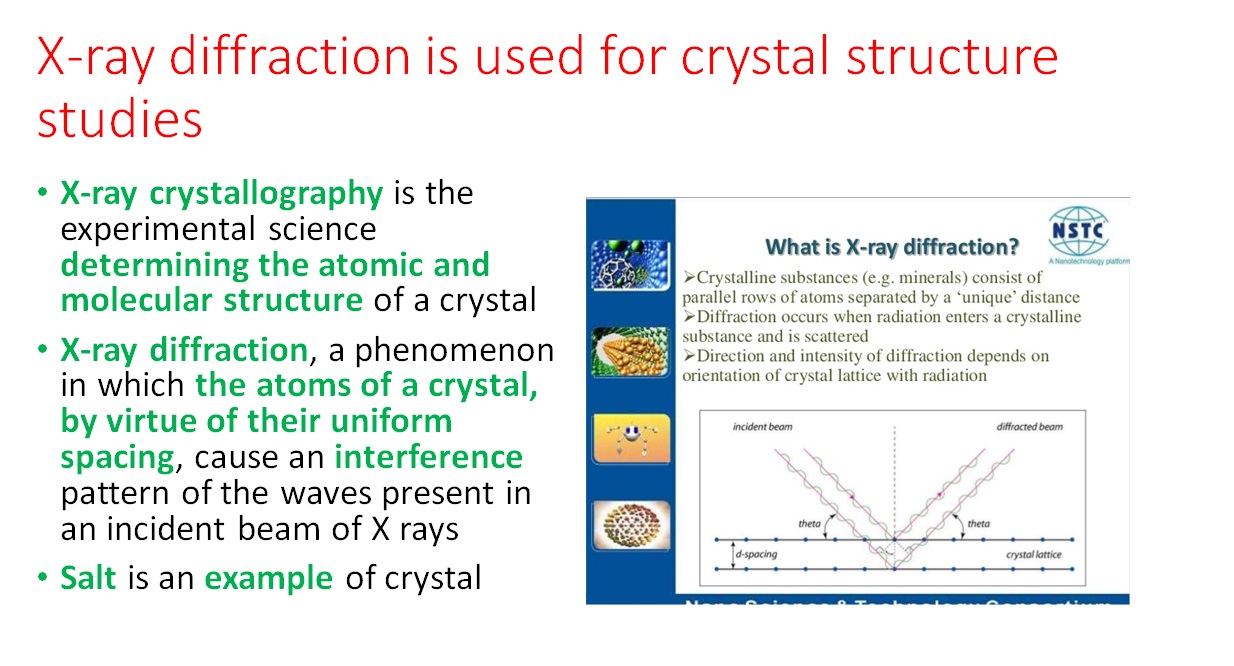 X-ray diffraction is used for crystal structure
studies
• X-ray crystallography is the
experimental science
determining the atomic and
molecular structure of a crystal
• X-ray diffraction, a phenomenon
in which the atoms of a crystal,
by virtue of their uniform
spacing, cause an interference
pattern of the waves present in
an incident beam of X rays
• Salt is an example of crystal
NSTC
A Nanotechnology platform
What is X-ray diffraction?
➢Crystalline substances (e.g. minerals) consist of
parallel rows of atoms separated by a ‘unique’ distance
➢Diffraction occurs when radiation enters a crystalline
substance and is scattered
➢Direction and intensity of diffraction depends on
orientation of crystal lattice with radiation
incident beam
diffracted beam
theta
theta
d-spacing
crystal lattice
Nano Science & Technology Consortium